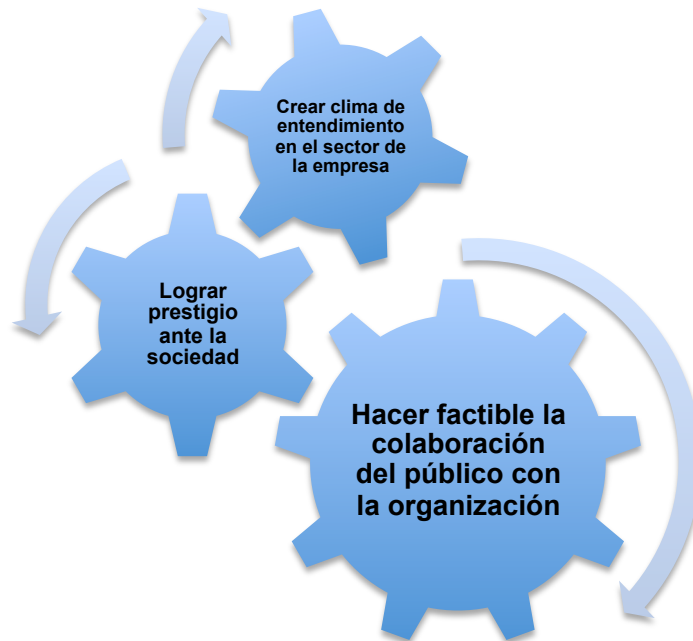 Crear clima de
entendimiento
en el sector de
la empresa
Lograr
prestigio
ante la
sociedad
Hacer factible la
colaboración
del público con
la organización